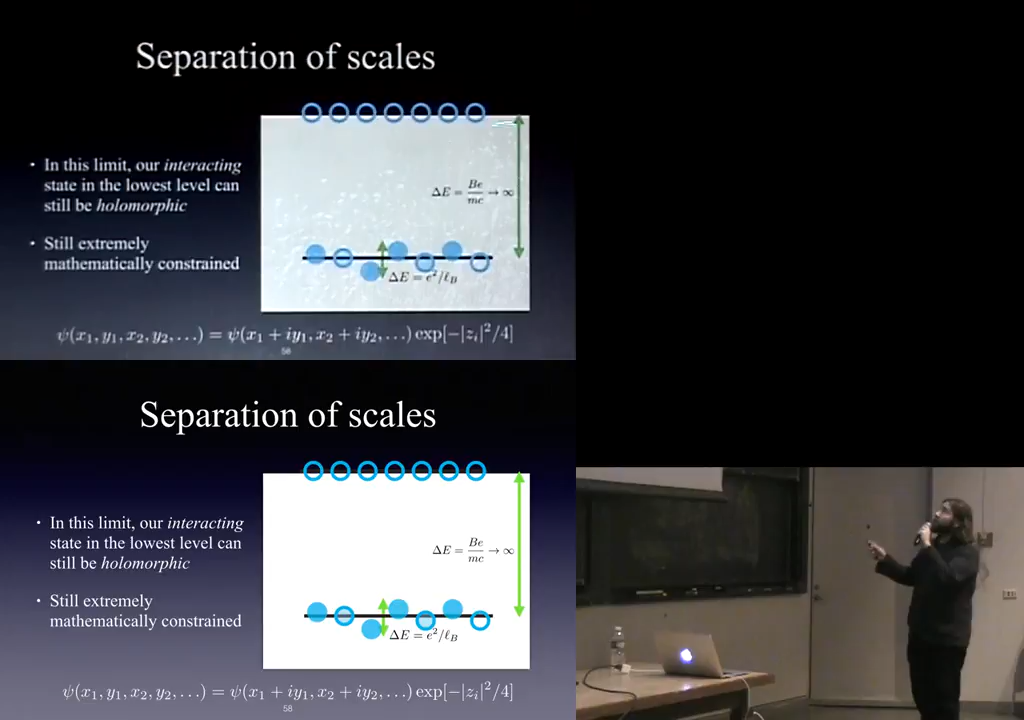 Separation of scales
• In this limit, our interacting
state in the lowest level can
still be holomorphic
• Still extremely
mathematically constrained
ΔE = Be/mc → ∞
ΔE = e²/ℓ_B
ψ(x₁, y₁, x₂, y₂, …) = ψ(x₁ + iy₁, x₂ + iy₂, …) exp[−|z_i|²/4]
58
Separation of scales
• In this limit, our interacting
state in the lowest level can
still be holomorphic
• Still extremely
mathematically constrained
ΔE = Be/mc → ∞
ΔE = e²/ℓ_B
ψ(x₁, y₁, x₂, y₂, …) = ψ(x₁ + iy₁, x₂ + iy₂, …) exp[−|z_i|²/4]
58